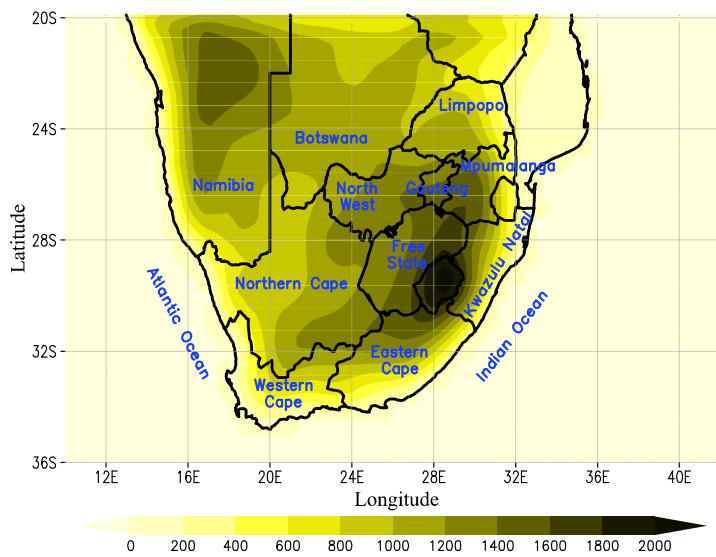 20S
24S
28S
32S
36S
Latitude
Limpopo
Botswana
Mpumalanga
Namibia
North
West
Gauteng
Free
State
Kwazulu Natal
Northern Cape
Atlantic Ocean
Indian Ocean
Eastern
Cape
Western
Cape
12E 16E 20E 24E 28E 32E 36E 40E
Longitude
0 200 400 600 800 1000 1200 1400 1600 1800 2000